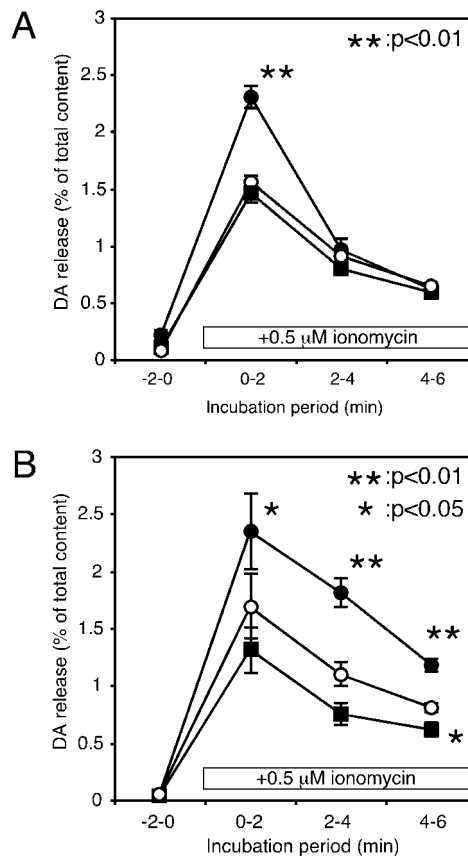 A
★★:p<0.01
DA release (% of total content)
3
2.5
2
1.5
1
0.5
0
★★
+0.5 μM ionomycin
-2-0
0-2
2-4
4-6
Incubation period (min)
B
★★:p<0.01
★:p<0.05
DA release (% of total content)
3
2.5
2
1.5
1
0.5
0
★
★★
★★
★
+0.5 μM ionomycin
-2-0
0-2
2-4
4-6
Incubation period (min)